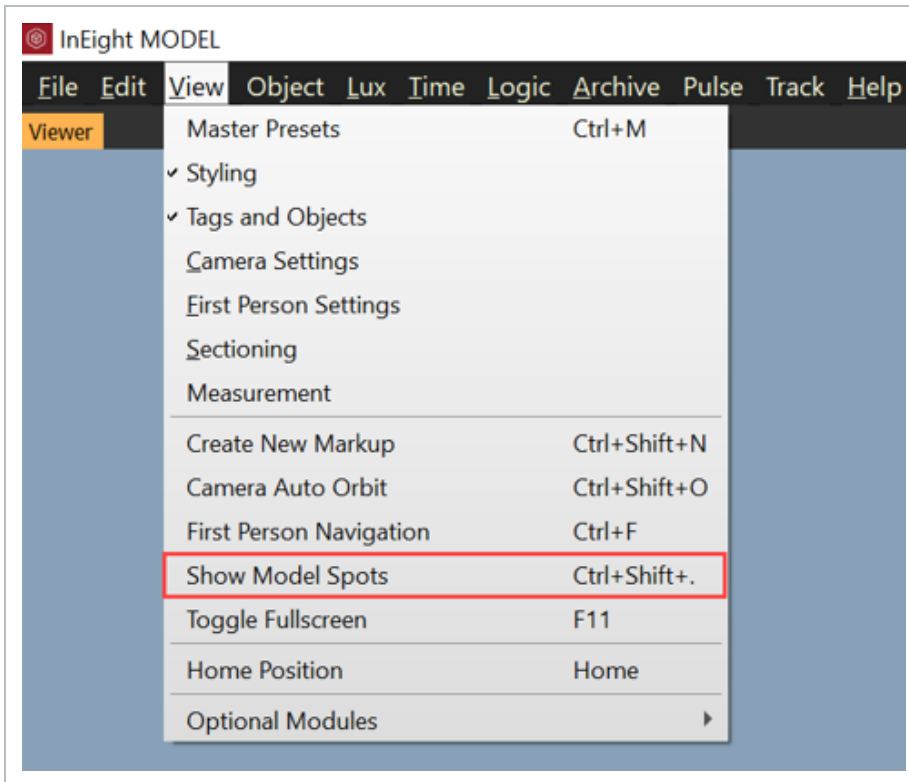 InEight MODEL
File Edit View Object Lux Time Logic Archive Pulse Track Help
Viewer
Master Presets Ctrl+M
Styling
Tags and Objects
Camera Settings
First Person Settings
Sectioning
Measurement
Create New Markup Ctrl+Shift+N
Camera Auto Orbit Ctrl+Shift+O
First Person Navigation Ctrl+F
Show Model Spots Ctrl+Shift+.
Toggle Fullscreen F11
Home Position Home
Optional Modules